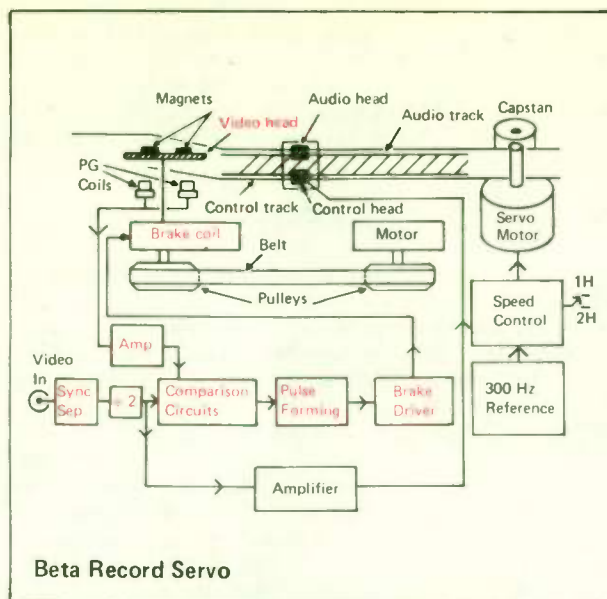 Magnets
Video head
Audio head
Audio track
Capstan
PG
Coils
Control track
Control head
Servo
Motor
Brake coil
Belt
Motor
Pulleys
Speed
Control
1H
2H
Amp
Video
In
Sync
Sep
÷ 2
Comparison
Circuits
Pulse
Forming
Brake
Driver
300 Hz
Reference
Amplifier
Beta Record Servo